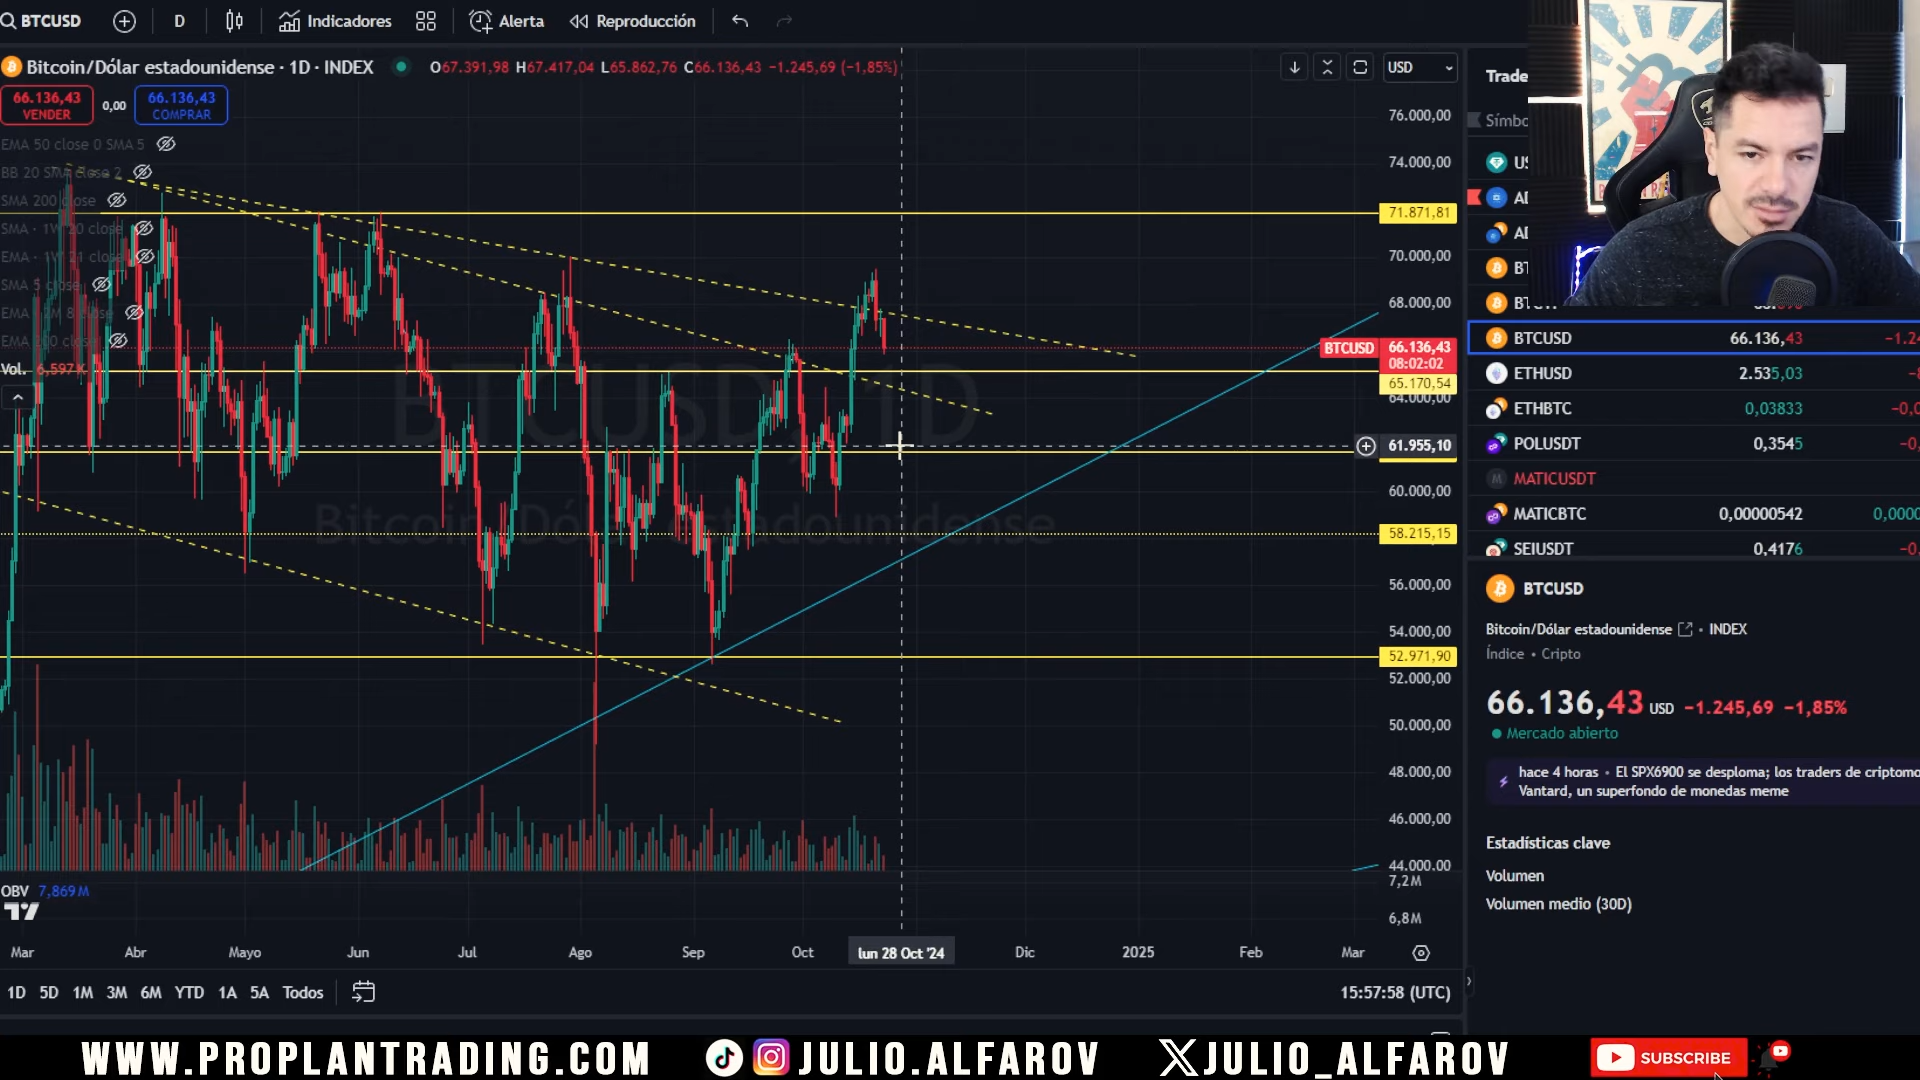 BTCUSD
D
Indicadores
Alerta
Reproducción
Bitcoin/Dólar estadounidense · 1D · INDEX
O67.391,98 H67.417,04 L65.862,76 C66.136,43 −1.245,69 (−1,85%)
USD
66.136,43
VENDER
0,00
66.136,43
COMPRAR
EMA 50 close 0 SMA 5
BB 20 SMA close 2
SMA 200 close
SMA · 1W 20 close
EMA · 1W 21 close
SMA 5 close
Vol. 6,597K
BTCUSD, 1D
Bitcoin/Dólar estadounidense
76.000,00
74.000,00
71.871,81
70.000,00
68.000,00
BTCUSD 66.136,43
08:02:02
65.170,54
64.000,00
61.955,10
60.000,00
58.215,15
56.000,00
54.000,00
52.971,90
52.000,00
50.000,00
48.000,00
46.000,00
44.000,00
7,2M
6,8M
OBV 7,869M
Mar Abr Mayo Jun Jul Ago Sep Oct lun 28 Oct '24 Dic 2025 Feb Mar
1D 5D 1M 3M 6M YTD 1A 5A Todos
15:57:58 (UTC)
Trade
Símbo
US
AD
AD
BT
BTCUSD 66.136,43 −1.24
ETHUSD 2.535,03
ETHBTC 0,03833 −0,0
POLUSDT 0,3545 −0,
MATICUSDT
MATICBTC 0,00000542 0,0000
SEIUSDT 0,4176 −0,
BTCUSD
Bitcoin/Dólar estadounidense • INDEX
Índice • Cripto
66.136,43 USD −1.245,69 −1,85%
Mercado abierto
hace 4 horas • El SPX6900 se desploma; los traders de criptomo
Vantard, un superfondo de monedas meme
Estadísticas clave
Volumen
Volumen medio (30D)
WWW.PROPLANTRADING.COM
JULIO.ALFAROV
JULIO_ALFAROV
SUBSCRIBE